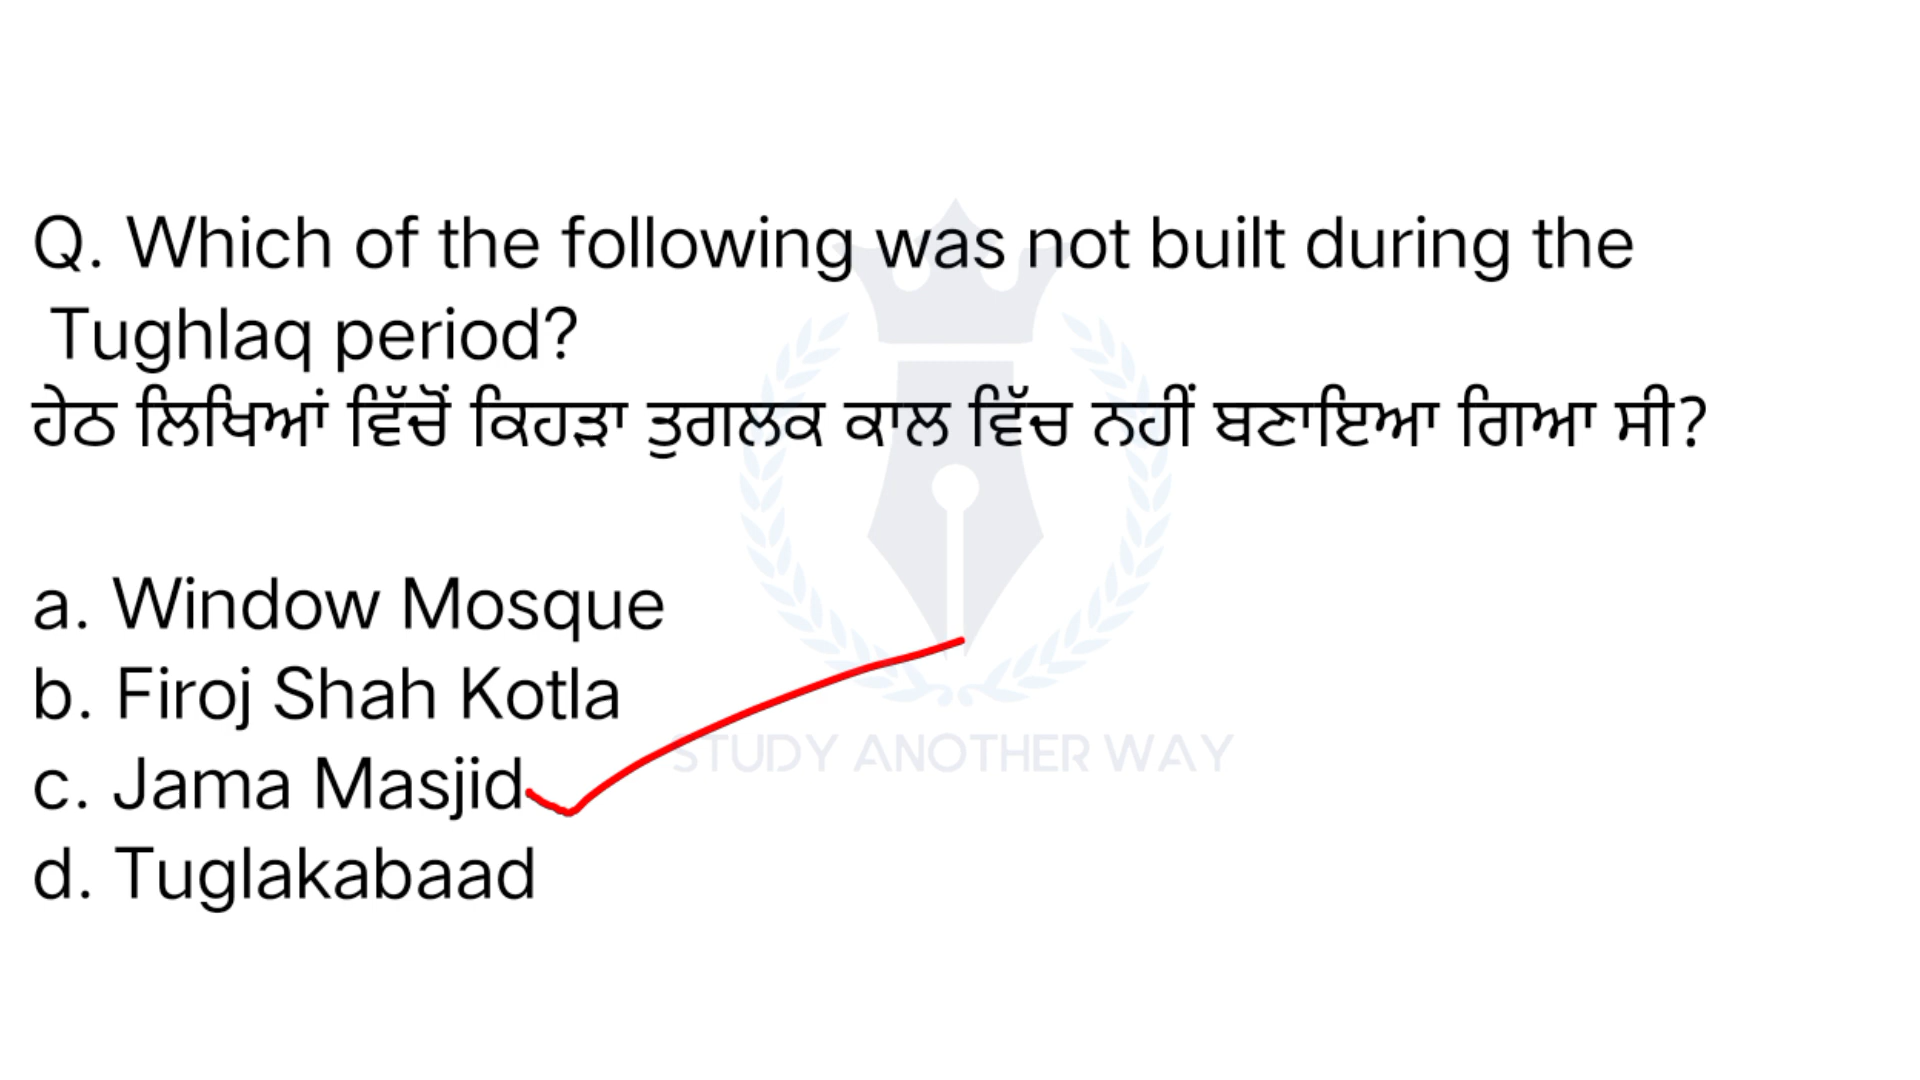 Q. Which of the following was not built during the
Tughlaq period?
ਹੇਠ ਲਿਖਿਆਂ ਵਿੱਚੋਂ ਕਿਹੜਾ ਤੁਗਲਕ ਕਾਲ ਵਿੱਚ ਨਹੀਂ ਬਣਾਇਆ ਗਿਆ ਸੀ?
a. Window Mosque
b. Firoj Shah Kotla
STUDY ANOTHER WAY
c. Jama Masjid
d. Tuglakabaad